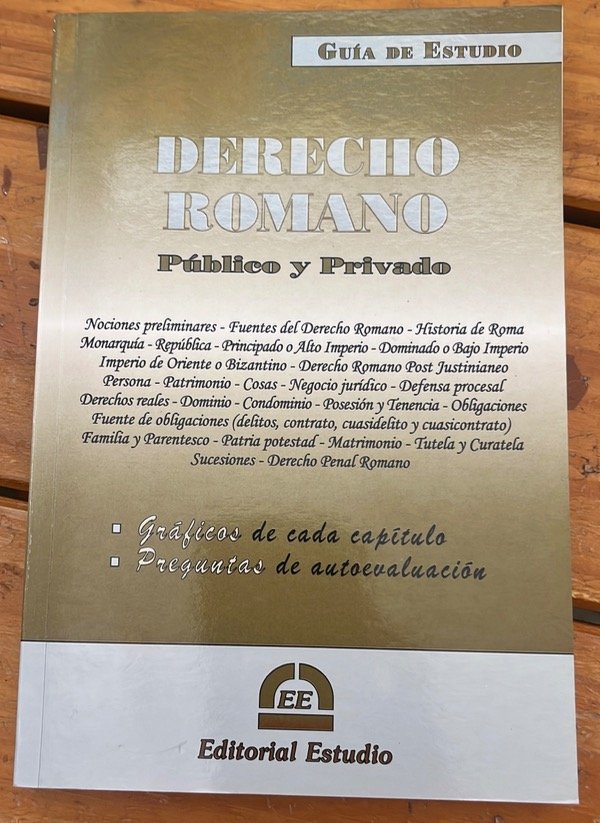 GUÍA DE ESTUDIO
DERECHO
ROMANO
Público y Privado
Nociones preliminares - Fuentes del Derecho Romano - Historia de Roma
Monarquía - República - Principado o Alto Imperio - Dominado o Bajo Imperio
Imperio de Oriente o Bizantino - Derecho Romano Post Justinianeo
Persona - Patrimonio - Cosas - Negocio jurídico - Defensa procesal
Derechos reales - Dominio - Condominio - Posesión y Tenencia - Obligaciones
Fuente de obligaciones (delitos, contrato, cuasidelito y cuasicontrato)
Familia y Parentesco - Patria potestad - Matrimonio - Tutela y Curatela
Sucesiones - Derecho Penal Romano
Gráficos de cada capítulo
Preguntas de autoevaluación
EE
Editorial Estudio